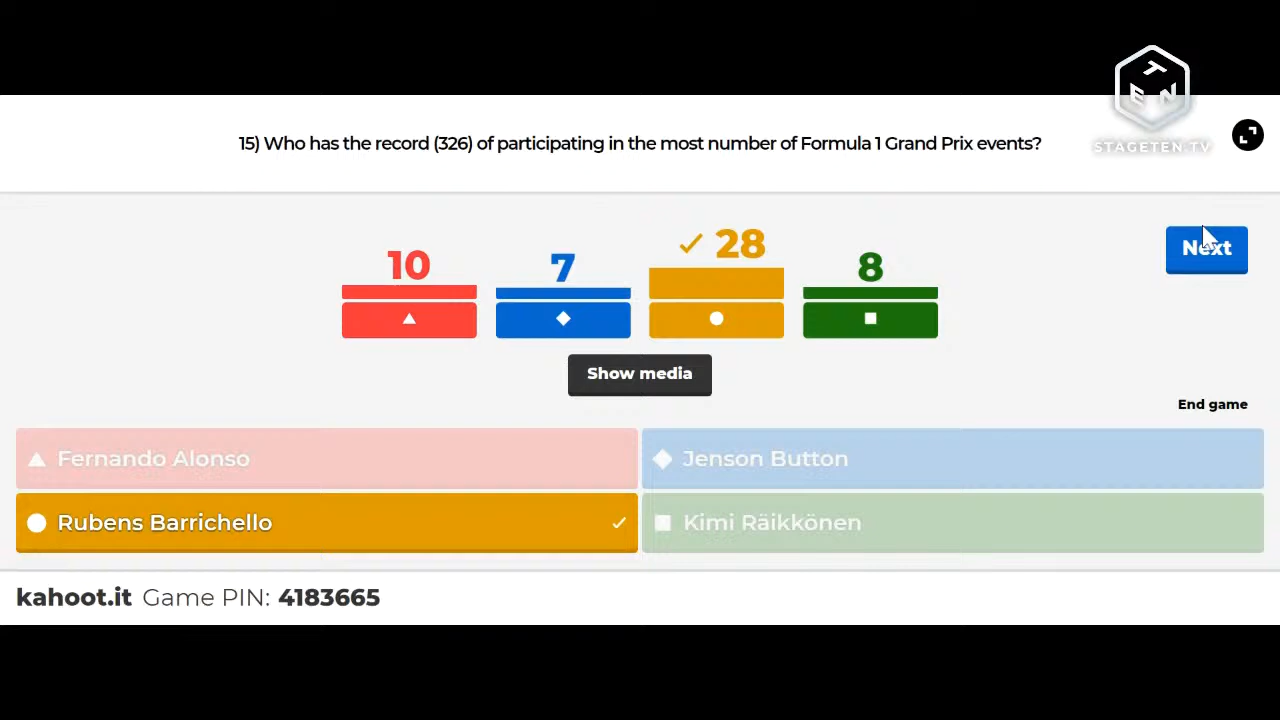 TEN
STAGETEN.TV
15) Who has the record (326) of participating in the most number of Formula 1 Grand Prix events?
10
7
28
8
Next
Show media
End game
Fernando Alonso
Jenson Button
Rubens Barrichello
Kimi Räikkönen
kahoot.it Game PIN: 4183665